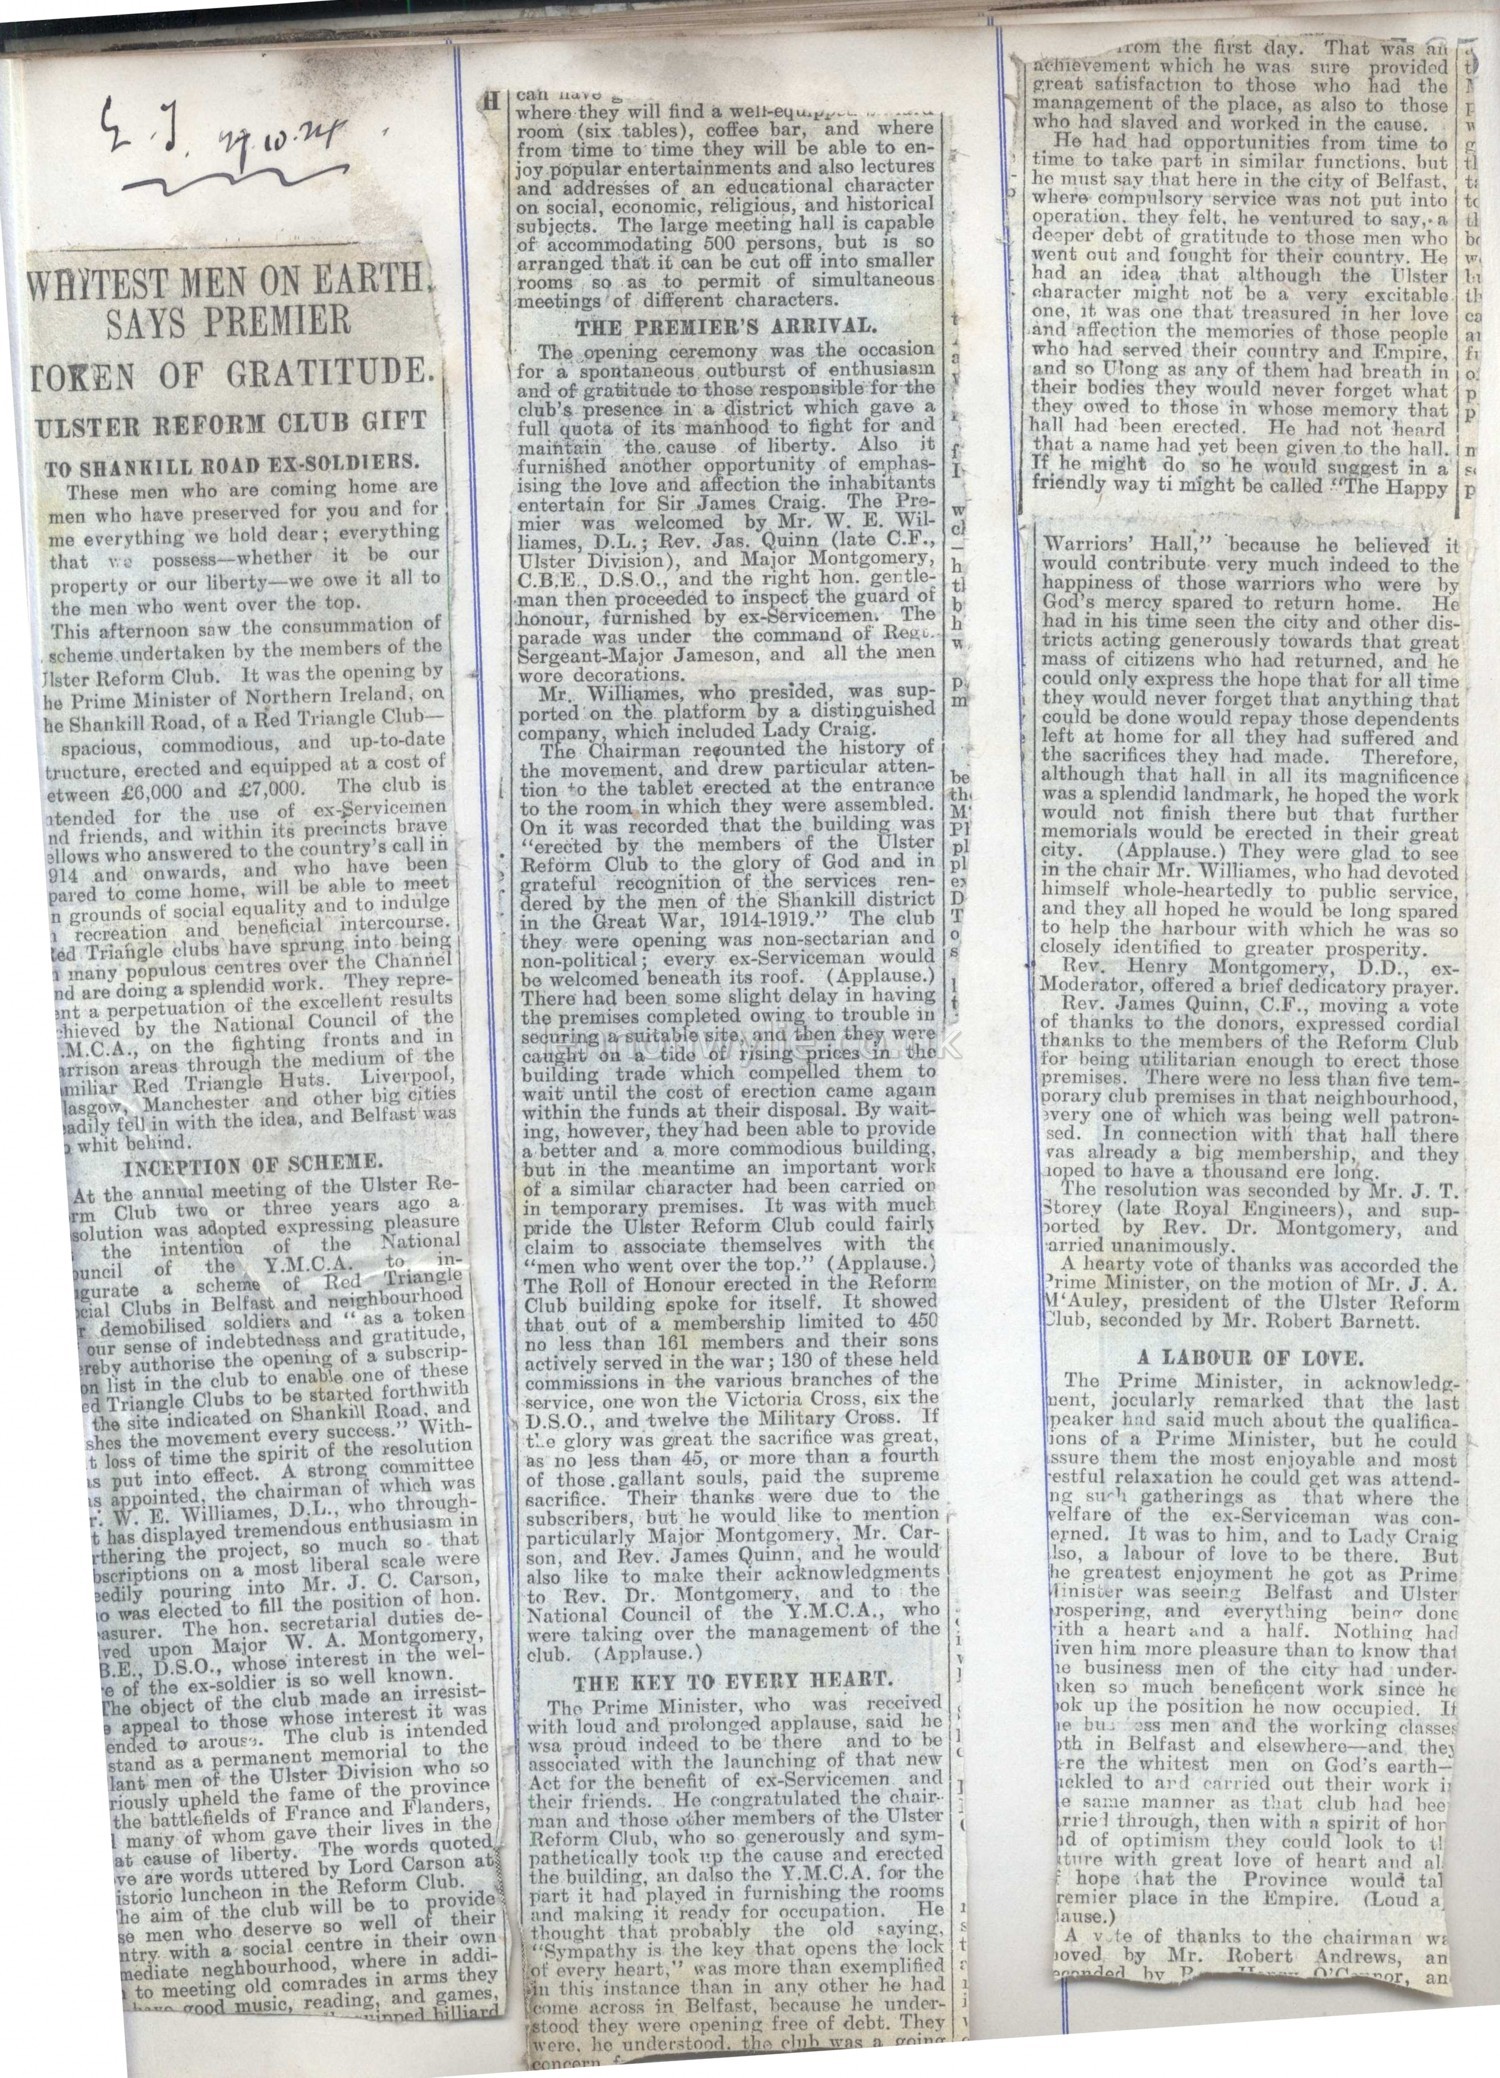 27.10.24
WHITEST MEN ON EARTH,
SAYS PREMIER
TOKEN OF GRATITUDE.
ULSTER REFORM CLUB GIFT
TO SHANKILL ROAD EX-SOLDIERS.
These men who are coming home are
men who have preserved for you and for
me everything we hold dear; everything
that we possess—whether it be our
property or our liberty—we owe it all to
the men who went over the top.
This afternoon saw the consummation of
scheme undertaken by the members of the
Ulster Reform Club. It was the opening by
he Prime Minister of Northern Ireland, on
he Shankill Road, of a Red Triangle Club—
spacious, commodious, and up-to-date
tructure, erected and equipped at a cost of
etween £6,000 and £7,000. The club is
ntended for the use of ex-Servicemen
nd friends, and within its precincts brave
ellows who answered to the country's call in
914 and onwards, and who have been
pared to come home, will be able to meet
n grounds of social equality and to indulge
recreation and beneficial intercourse.
Red Triangle clubs have sprung into being
many populous centres over the Channel
nd are doing a splendid work. They repre-
ent a perpetuation of the excellent results
chieved by the National Council of the
.M.C.A., on the fighting fronts and in
arrison areas through the medium of the
amiliar Red Triangle Huts. Liverpool,
lasgow, Manchester and other big cities
eadily fell in with the idea, and Belfast was
o whit behind.
INCEPTION OF SCHEME.
At the annual meeting of the Ulster Re-
rm Club two or three years ago a
solution was adopted expressing pleasure
the intention of the National
ouncil of the Y.M.C.A. to in-
gurate a scheme of Red Triangle
cial Clubs in Belfast and neighbourhood
r demobilised soldiers and "as a token
our sense of indebtedness and gratitude,
ereby authorise the opening of a subscrip-
on list in the club to enable one of these
ed Triangle Clubs to be started forthwith
the site indicated on Shankill Road, and
shes the movement every success." With-
t loss of time the spirit of the resolution
as put into effect. A strong committee
as appointed, the chairman of which was
r. W. E. Williames, D.L., who through-
t has displayed tremendous enthusiasm in
rthering the project, so much so that
bscriptions on a most liberal scale were
eedily pouring into Mr. J. C. Carson,
o was elected to fill the position of hon.
easurer. The hon. secretarial duties de-
ved upon Major W. A. Montgomery,
B.E., D.S.O., whose interest in the wel-
e of the ex-soldier is so well known.
The object of the club made an irresist-
e appeal to those whose interest it was
ended to arouse. The club is intended
stand as a permanent memorial to the
lant men of the Ulster Division who so
riously upheld the fame of the province
the battlefields of France and Flanders,
l many of whom gave their lives in the
at cause of liberty. The words quoted
ve are words uttered by Lord Carson at
istoric luncheon in the Reform Club.
he aim of the club will be to provide
se men who deserve so well of their
ntry with a social centre in their own
mediate neghbourhood, where in addi-
to meeting old comrades in arms they
have good music, reading, and games,
uipped billiard
H
can have g
where they will find a well-equipped
room (six tables), coffee bar, and where
from time to time they will be able to en-
joy popular entertainments and also lectures
and addresses of an educational character
on social, economic, religious, and historical
subjects. The large meeting hall is capable
of accommodating 500 persons, but is so
arranged that it can be cut off into smaller
rooms so as to permit of simultaneous
meetings of different characters.
THE PREMIER'S ARRIVAL.
The opening ceremony was the occasion
for a spontaneous outburst of enthusiasm
and of gratitude to those responsible for the
club's presence in a district which gave a
full quota of its manhood to fight for and
maintain the cause of liberty. Also it
furnished another opportunity of emphas-
ising the love and affection the inhabitants
entertain for Sir James Craig. The Pre-
mier was welcomed by Mr. W. E. Wil-
liames, D.L.; Rev. Jas. Quinn (late C.F.,
Ulster Division), and Major Montgomery,
C.B.E., D.S.O., and the right hon. gentle-
man then proceeded to inspect the guard of
honour, furnished by ex-Servicemen. The
parade was under the command of Regt.
Sergeant-Major Jameson, and all the men
wore decorations.
Mr. Williames, who presided, was sup-
ported on the platform by a distinguished
company, which included Lady Craig.
The Chairman recounted the history of
the movement, and drew particular atten-
tion to the tablet erected at the entrance
to the room in which they were assembled.
On it was recorded that the building was
"erected by the members of the Ulster
Reform Club to the glory of God and in
grateful recognition of the services ren-
dered by the men of the Shankill district
in the Great War, 1914-1919." The club
they were opening was non-sectarian and
non-political; every ex-Serviceman would
be welcomed beneath its roof. (Applause.)
There had been some slight delay in having
the premises completed owing to trouble in
securing a suitable site, and then they were
caught on a tide of rising prices in the
building trade which compelled them to
wait until the cost of erection came again
within the funds at their disposal. By wait-
ing, however, they had been able to provide
a better and a more commodious building,
but in the meantime an important work
of a similar character had been carried on
in temporary premises. It was with much
pride the Ulster Reform Club could fairly
claim to associate themselves with the
"men who went over the top." (Applause.)
The Roll of Honour erected in the Reform
Club building spoke for itself. It showed
that out of a membership limited to 450
no less than 161 members and their sons
actively served in the war; 130 of these held
commissions in the various branches of the
service, one won the Victoria Cross, six the
D.S.O., and twelve the Military Cross. If
the glory was great the sacrifice was great,
as no less than 45, or more than a fourth
of those gallant souls, paid the supreme
sacrifice. Their thanks were due to the
subscribers, but he would like to mention
particularly Major Montgomery, Mr. Car-
son, and Rev. James Quinn, and he would
also like to make their acknowledgments
to Rev. Dr. Montgomery, and to the
National Council of the Y.M.C.A., who
were taking over the management of the
club. (Applause.)
THE KEY TO EVERY HEART.
The Prime Minister, who was received
with loud and prolonged applause, said he
wsa proud indeed to be there and to be
associated with the launching of that new
Act for the benefit of ex-Servicemen and
their friends. He congratulated the chair-
man and those other members of the Ulster
Reform Club, who so generously and sym-
pathetically took up the cause and erected
the building, an dalso the Y.M.C.A. for the
part it had played in furnishing the rooms
and making it ready for occupation. He
thought that probably the old saying,
"Sympathy is the key that opens the lock
of every heart," was more than exemplified
in this instance than in any other he had
come across in Belfast, because he under-
stood they were opening free of debt. They
were, he understood, the club was a going
concern f
from the first day. That was an
achievement which he was sure provided
great satisfaction to those who had the
management of the place, as also to those
who had slaved and worked in the cause.
He had had opportunities from time to
time to take part in similar functions, but
he must say that here in the city of Belfast,
where compulsory service was not put into
operation, they felt, he ventured to say, a
deeper debt of gratitude to those men who
went out and fought for their country. He
had an idea that although the Ulster
character might not be a very excitable
one, it was one that treasured in her love
and affection the memories of those people
who had served their country and Empire,
and so Ulong as any of them had breath in
their bodies they would never forget what
they owed to those in whose memory that
hall had been erected. He had not heard
that a name had yet been given to the hall.
If he might do so he would suggest in a
friendly way ti might be called "The Happy
Warriors' Hall," because he believed it
would contribute very much indeed to the
happiness of those warriors who were by
God's mercy spared to return home. He
had in his time seen the city and other dis-
tricts acting generously towards that great
mass of citizens who had returned, and he
could only express the hope that for all time
they would never forget that anything that
could be done would repay those dependents
left at home for all they had suffered and
the sacrifices they had made. Therefore,
although that hall in all its magnificence
was a splendid landmark, he hoped the work
would not finish there but that further
memorials would be erected in their great
city. (Applause.) They were glad to see
in the chair Mr. Williames, who had devoted
himself whole-heartedly to public service,
and they all hoped he would be long spared
to help the harbour with which he was so
closely identified to greater prosperity.
Rev. Henry Montgomery, D.D., ex-
Moderator, offered a brief dedicatory prayer.
Rev. James Quinn, C.F., moving a vote
of thanks to the donors, expressed cordial
thanks to the members of the Reform Club
for being utilitarian enough to erect those
premises. There were no less than five tem-
porary club premises in that neighbourhood,
every one of which was being well patron-
sed. In connection with that hall there
was already a big membership, and they
hoped to have a thousand ere long.
The resolution was seconded by Mr. J. T.
Storey (late Royal Engineers), and sup-
ported by Rev. Dr. Montgomery, and
carried unanimously.
A hearty vote of thanks was accorded the
Prime Minister, on the motion of Mr. J. A.
M'Auley, president of the Ulster Reform
Club, seconded by Mr. Robert Barnett.
A LABOUR OF LOVE.
The Prime Minister, in acknowledg-
ment, jocularly remarked that the last
peaker had said much about the qualifica-
ions of a Prime Minister, but he could
ssure them the most enjoyable and most
restful relaxation he could get was attend-
ng such gatherings as that where the
welfare of the ex-Serviceman was con-
erned. It was to him, and to Lady Craig
lso, a labour of love to be there. But
he greatest enjoyment he got as Prime
Minister was seeing Belfast and Ulster
rospering, and everything being done
with a heart and a half. Nothing had
iven him more pleasure than to know that
he business men of the city had under-
aken so much beneficent work since he
ook up the position he now occupied. If
he business men and the working classes
oth in Belfast and elsewhere—and they
re the whitest men on God's earth—
ckled to and carried out their work in
e same manner as that club had bee
rried through, then with a spirit of hop
nd of optimism they could look to th
ture with great love of heart and al
f hope that the Province would tak
remier place in the Empire. (Loud a
lause.)
A vote of thanks to the chairman wa
oved by Mr. Robert Andrews, an
econded by R Henry O'Connor, an